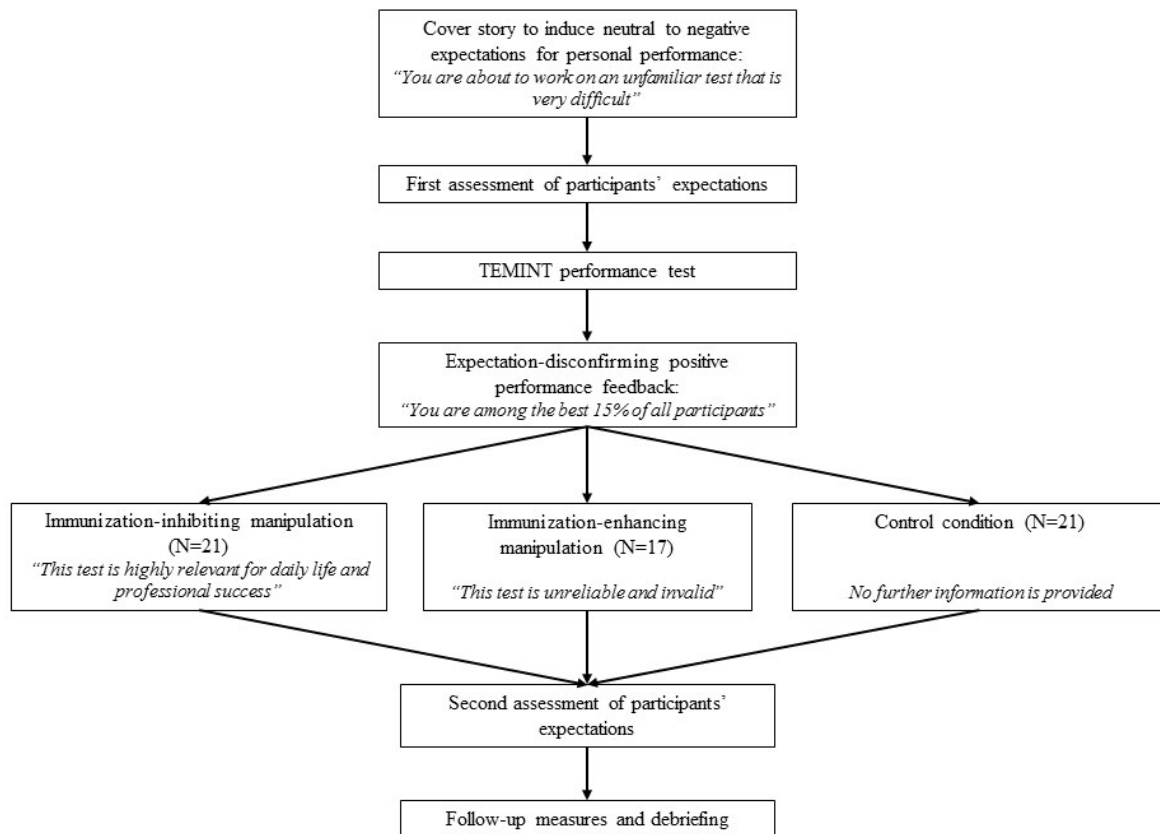 Cover story to induce neutral to negative
expectations for personal performance:
“You are about to work on an unfamiliar test that is
very difficult”
First assessment of participants’ expectations
TEMINT performance test
Expectation-disconfirming positive
performance feedback:
“You are among the best 15% of all participants”
Immunization-inhibiting manipulation
(N=21)
“This test is highly relevant for daily life and
professional success”
Immunization-enhancing
manipulation (N=17)
“This test is unreliable and invalid”
Control condition (N=21)
No further information is provided
Second assessment of participants’
expectations
Follow-up measures and debriefing